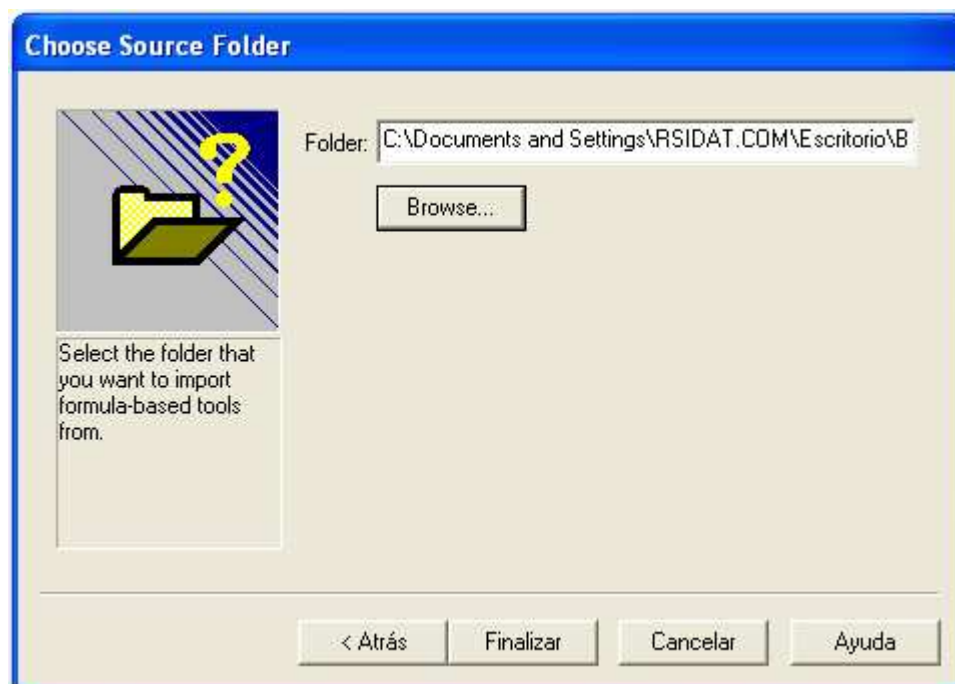 Choose Source Folder
Folder: C:\Documents and Settings\RSIDAT.COM\Escritorio\B
Browse...
Select the folder that
you want to import
formula-based tools
from.
< Atrás Finalizar Cancelar Ayuda